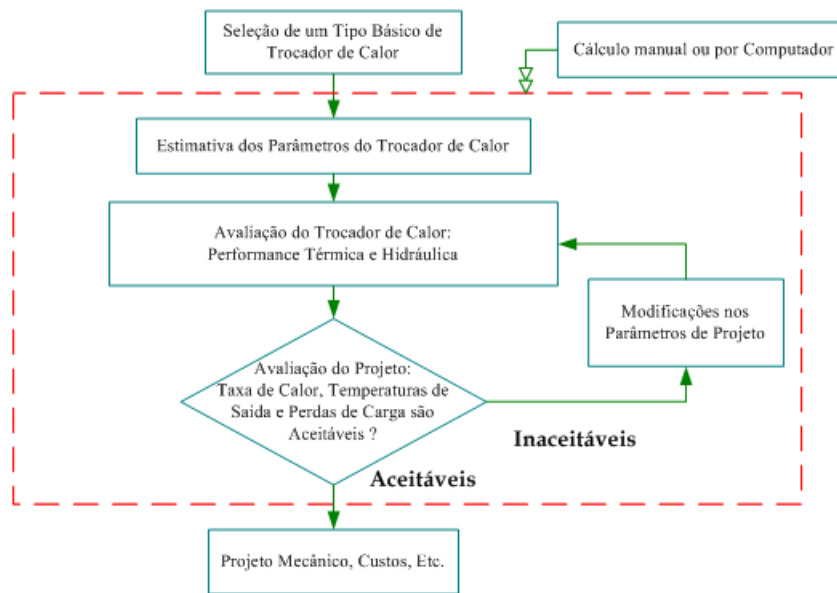 Seleção de um Tipo Básico de
Trocador de Calor
Cálculo manual ou por Computador
Estimativa dos Parâmetros do Trocador de Calor
Avaliação do Trocador de Calor:
Performance Térmica e Hidráulica
Modificações nos
Parâmetros de Projeto
Avaliação do Projeto:
Taxa de Calor, Temperaturas de
Saida e Perdas de Carga são
Aceitáveis ?
Inaceitáveis
Aceitáveis
Projeto Mecânico, Custos, Etc.